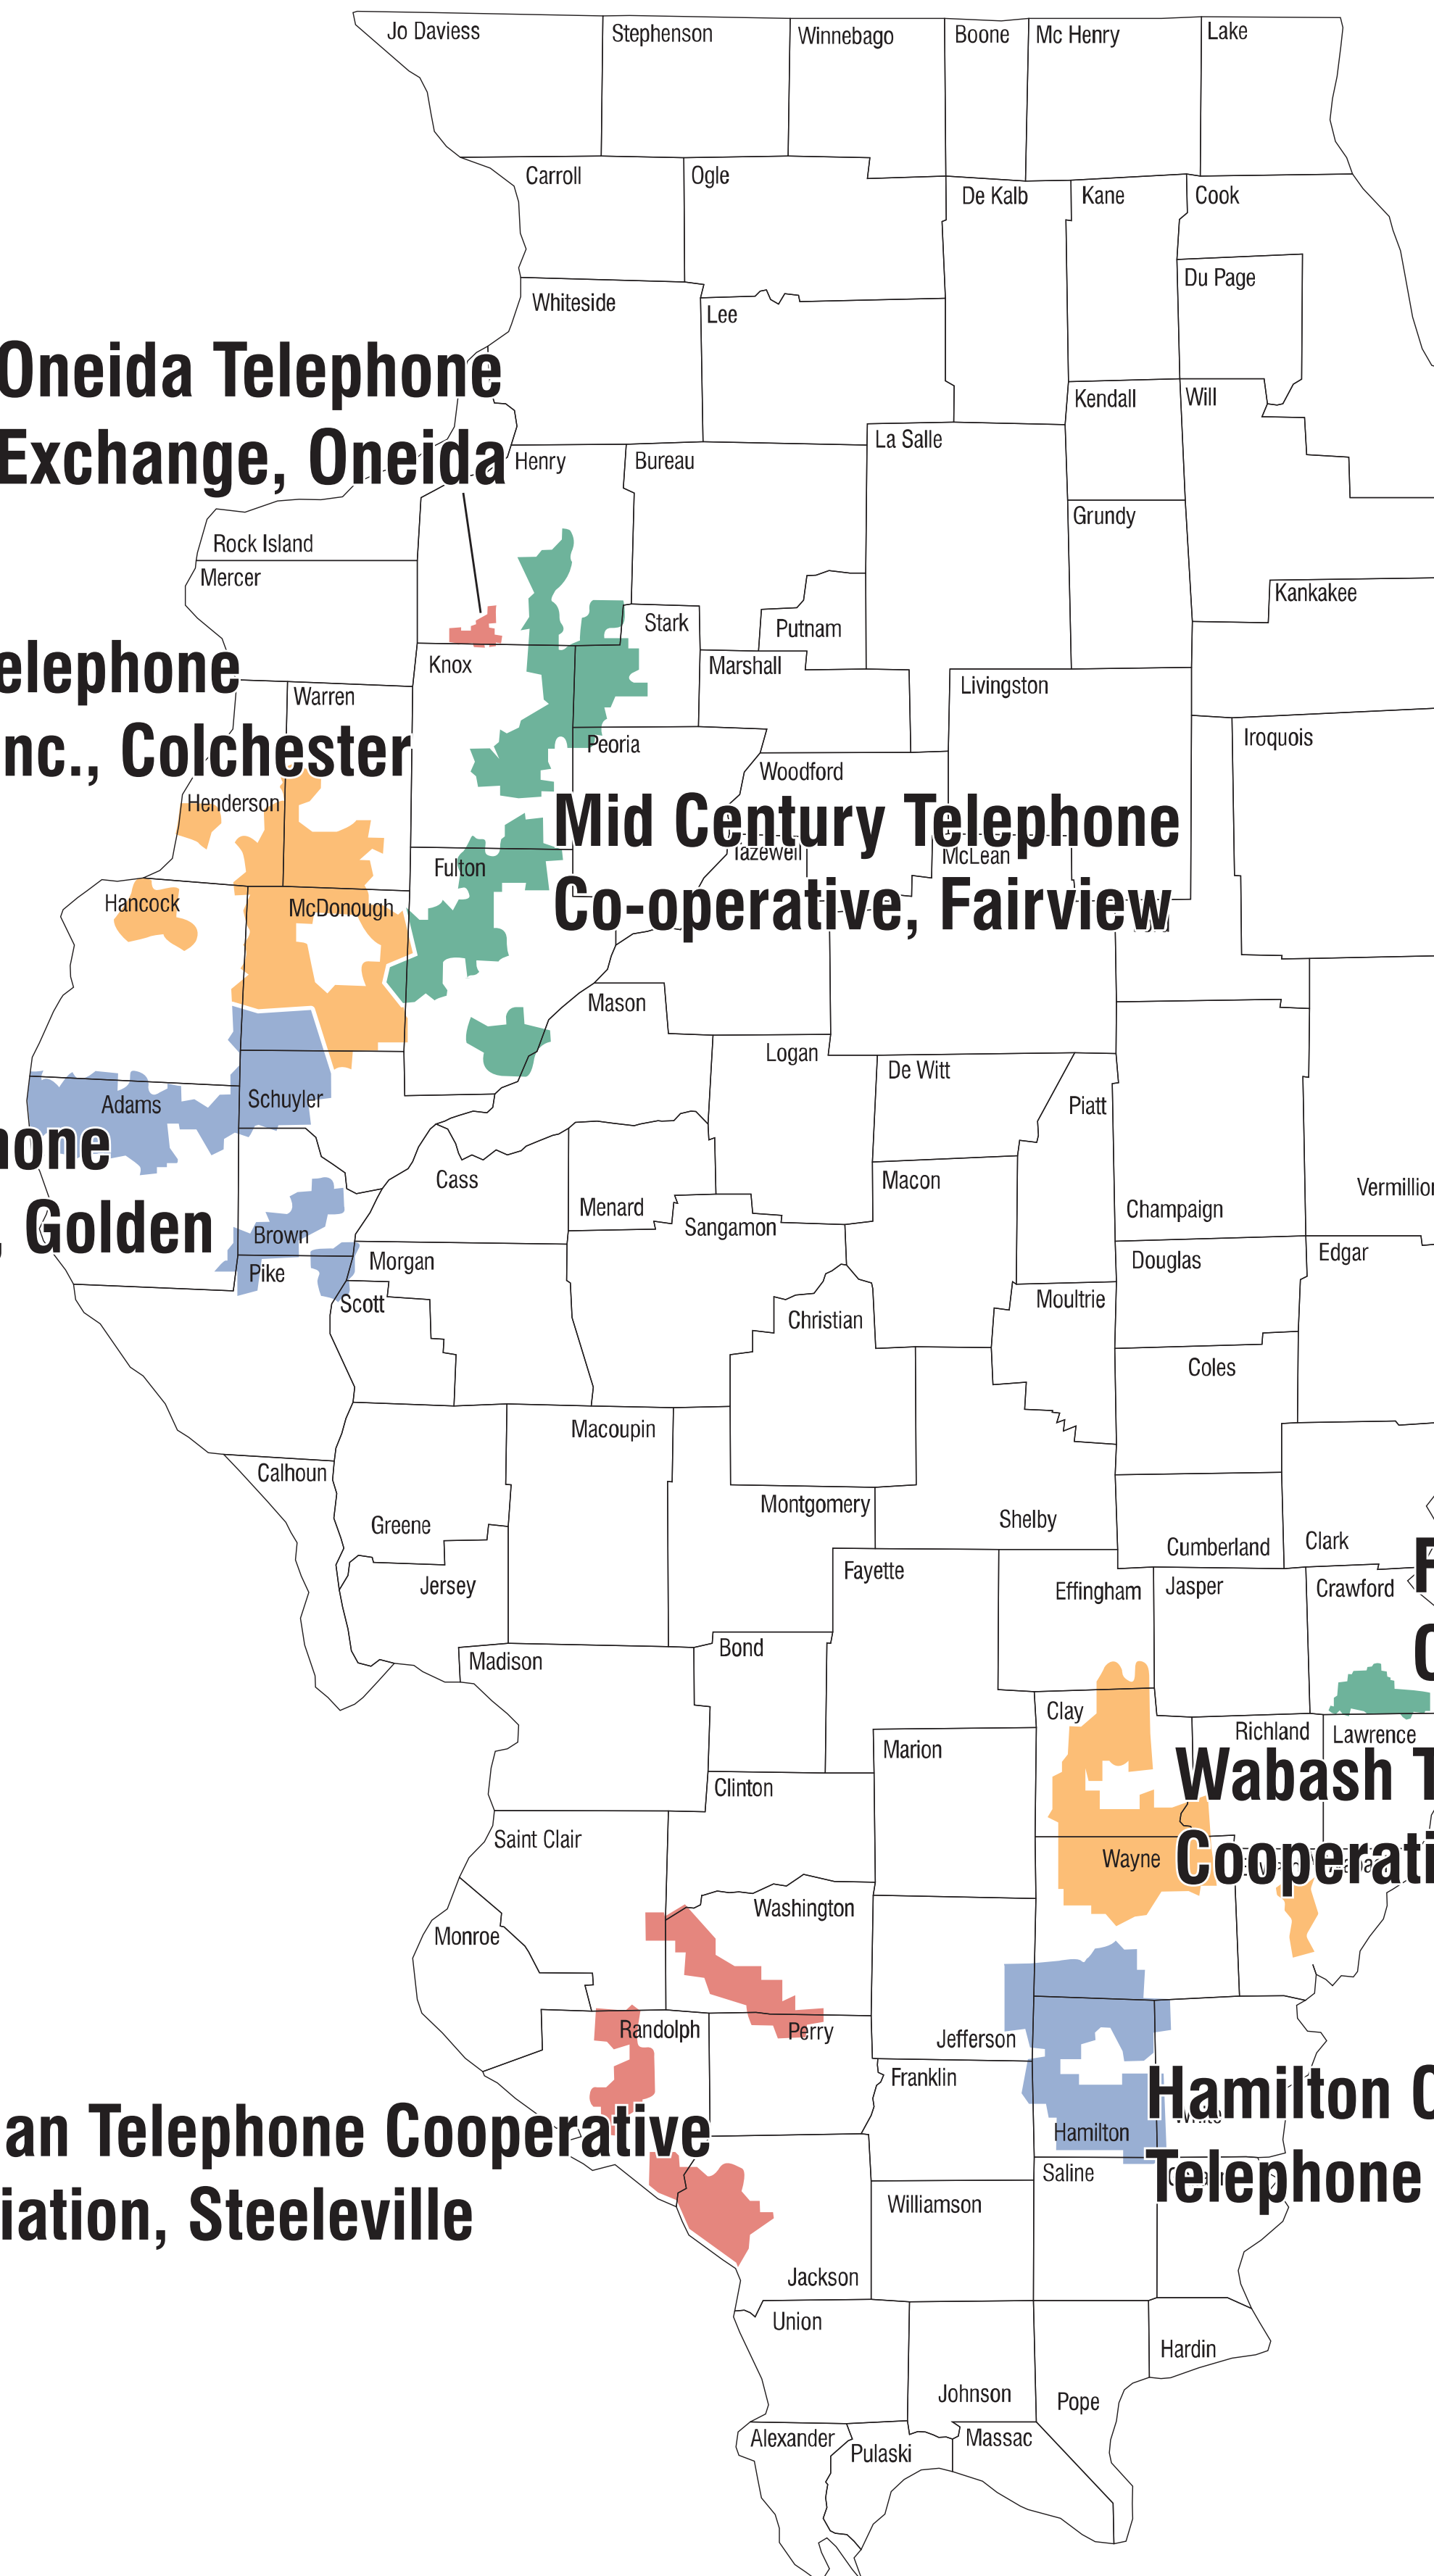 Jo Daviess
Stephenson
Winnebago
Boone
Mc Henry
Lake
Carroll
Ogle
De Kalb
Kane
Cook
Du Page
Whiteside
Lee
Oneida Telephone
Exchange, Oneida
Kendall
Will
La Salle
Henry
Bureau
Grundy
Rock Island
Mercer
Kankakee
Stark
Putnam
Knox
Marshall
Livingston
elephone
nc., Colchester
Warren
Peoria
Iroquois
Woodford
Henderson
Mid Century Telephone
Co-operative, Fairview
Tazewell
McLean
Fulton
Hancock
McDonough
Mason
Logan
De Witt
Piatt
Adams
Schuyler
hone
, Golden
Cass
Menard
Macon
Sangamon
Champaign
Vermillion
Brown
Pike
Morgan
Scott
Douglas
Edgar
Moultrie
Christian
Coles
Macoupin
Calhoun
Montgomery
Greene
Shelby
Cumberland
Clark
Jersey
Fayette
Effingham
Jasper
Crawford
Bond
Madison
Clay
Richland
Lawrence
Marion
Wabash T
Cooperati
Clinton
Saint Clair
Wayne
Washington
Monroe
Randolph
Perry
Jefferson
Franklin
Hamilton C
Telephone
Hamilton
an Telephone Cooperative
iation, Steeleville
Saline
Williamson
Jackson
Union
Hardin
Johnson
Pope
Alexander
Pulaski
Massac